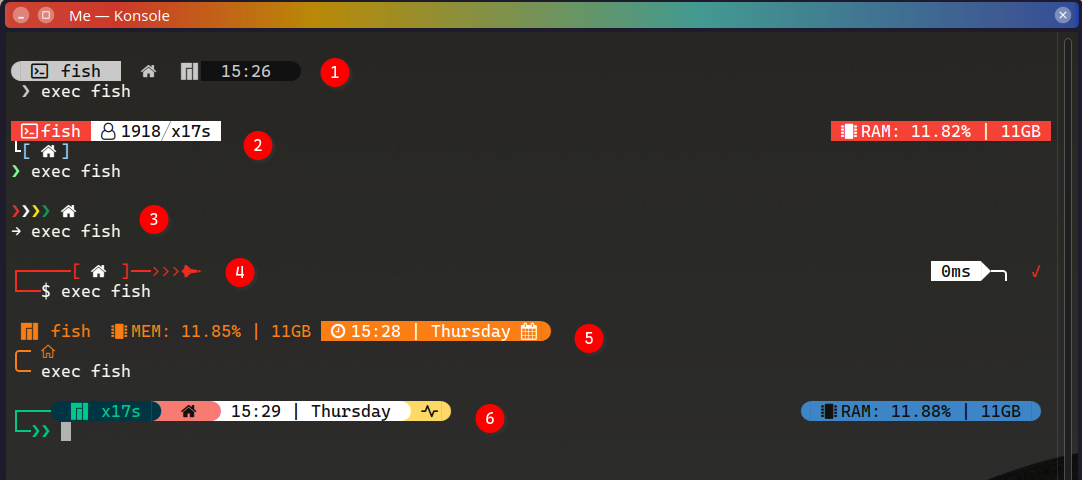 Me — Konsole
fish 15:26 1
❯ exec fish
fish 1918/x17s RAM: 11.82% | 11GB
2
[ ]
❯ exec fish
❯❯❯❯ 3
→ exec fish
[ ] >>> 4 0ms ✓
$ exec fish
fish MEM: 11.85% | 11GB 15:28 | Thursday 5
exec fish
x17s 15:29 | Thursday 6 RAM: 11.88% | 11GB
❯❯